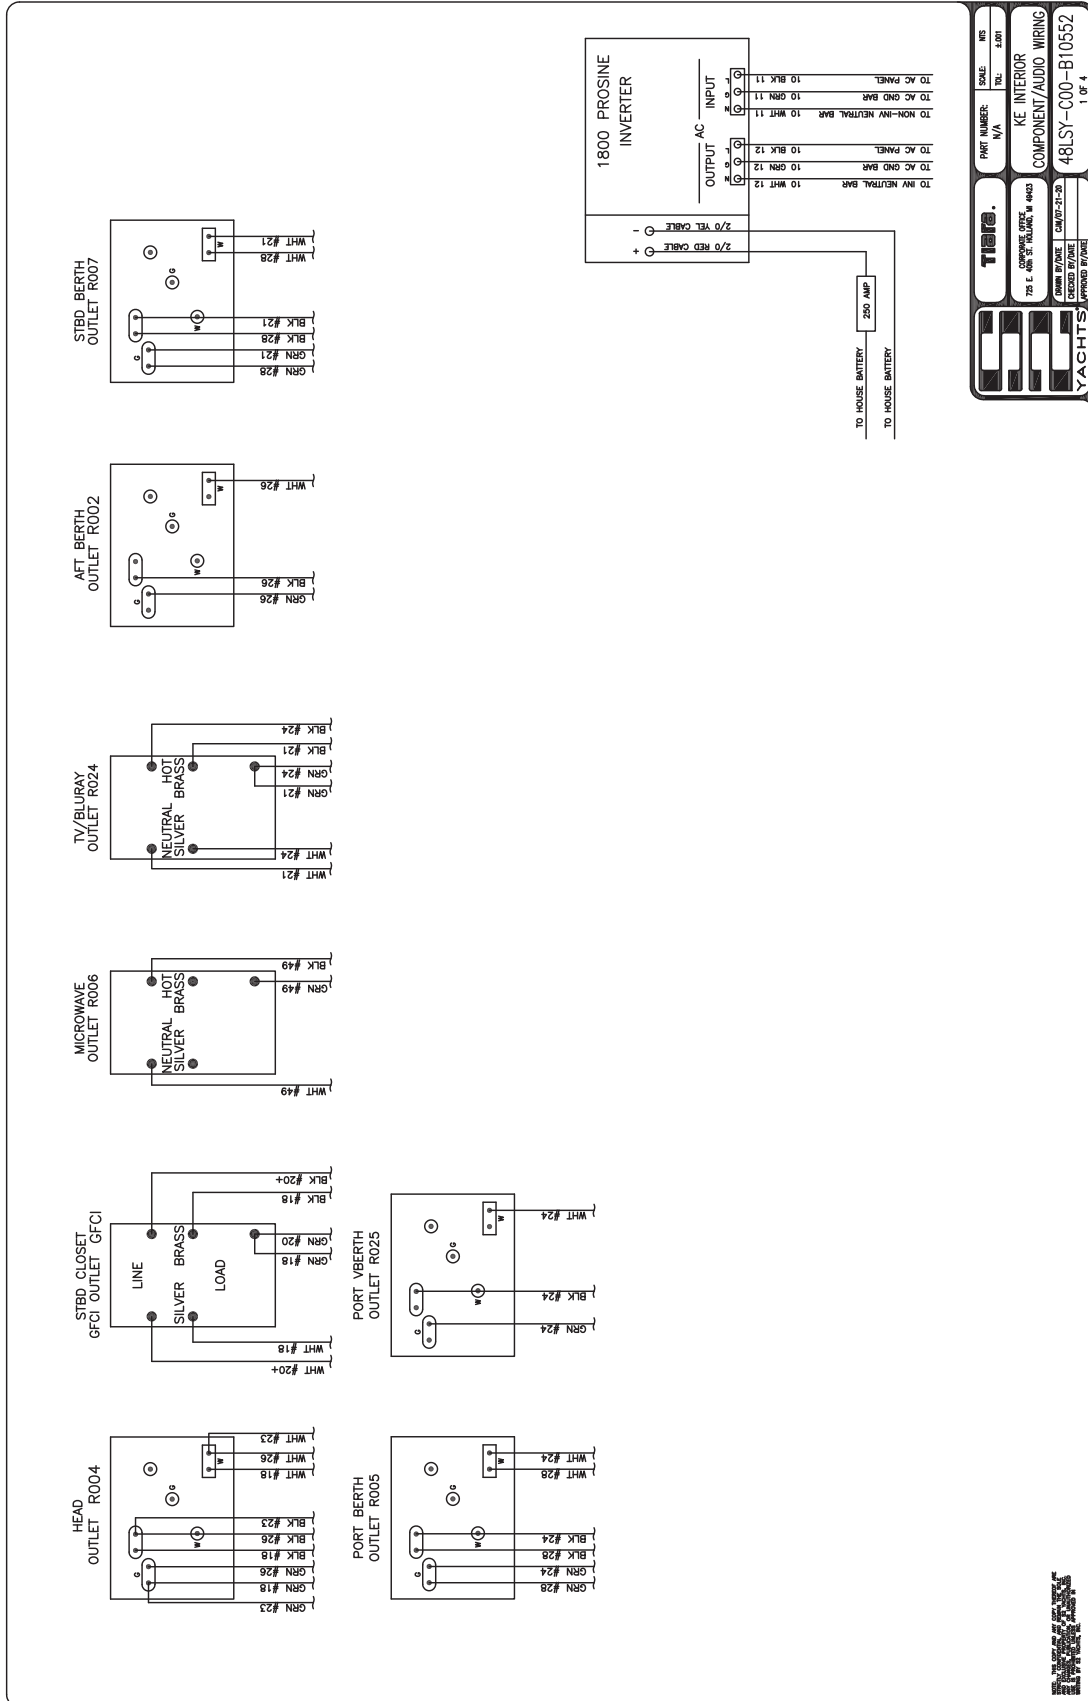 HEAD
OUTLET R004
G
G
W
W
GRN #23
GRN #18
GRN #26
BLK #18
BLK #26
BLK #23
WHT #18
WHT #26
WHT #23
STBD CLOSET
GFCI OUTLET GFCI
LINE
SILVER BRASS
LOAD
WHT #20+
WHT #18
GRN #18
GRN #20
BLK #18
BLK #20+
MICROWAVE
OUTLET R006
NEUTRAL HOT
SILVER BRASS
WHT #49
GRN #49
BLK #49
TV/BLURAY
OUTLET R024
NEUTRAL HOT
SILVER BRASS
WHT #21
WHT #24
GRN #21
GRN #24
BLK #21
BLK #24
AFT BERTH
OUTLET R002
G
G
W
W
GRN #26
BLK #26
WHT #26
STBD BERTH
OUTLET R007
G
G
W
W
GRN #28
GRN #21
BLK #28
BLK #21
WHT #28
WHT #21
PORT BERTH
OUTLET R005
G
G
W
W
GRN #28
GRN #24
BLK #28
BLK #24
WHT #28
WHT #24
PORT VBERTH
OUTLET R025
G
G
W
W
GRN #24
BLK #24
WHT #24
1800 PROSINE
INVERTER
AC
OUTPUT INPUT
N G L N G L
+ -
2/0 RED CABLE
2/0 YEL CABLE
250 AMP
TO HOUSE BATTERY
TO HOUSE BATTERY
10 WHT 12 TO INV NEUTRAL BAR
10 GRN 12 TO AC GND BAR
10 BLK 12 TO AC PANEL
10 WHT 11 TO NON-INV NEUTRAL BAR
10 GRN 11 TO AC GND BAR
10 BLK 11 TO AC PANEL
YACHTS
Tiara.
CORPORATE OFFICE
725 E. 40th ST. HOLLAND, MI 49423
DRAWN BY/DATE CJM/07-21-20
CHECKED BY/DATE
APPROVED BY/DATE
PART NUMBER:
N/A
SCALE: NTS
TOL: ±.001
KE INTERIOR
COMPONENT/AUDIO WIRING
48LSY-C00-B10552
1 OF 4